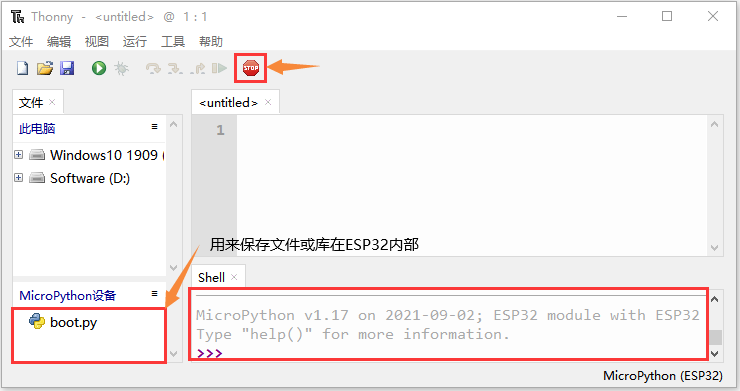 Thonny - <untitled> @ 1 : 1
文件 编辑 视图 运行 工具 帮助
STOP
文件 ×
<untitled> ×
此电脑
1
Windows10 1909 (
Software (D:)
用来保存文件或库在ESP32内部
Shell ×
MicroPython设备
boot.py
MicroPython v1.17 on 2021-09-02; ESP32 module with ESP32
Type "help()" for more information.
>>>
MicroPython (ESP32)